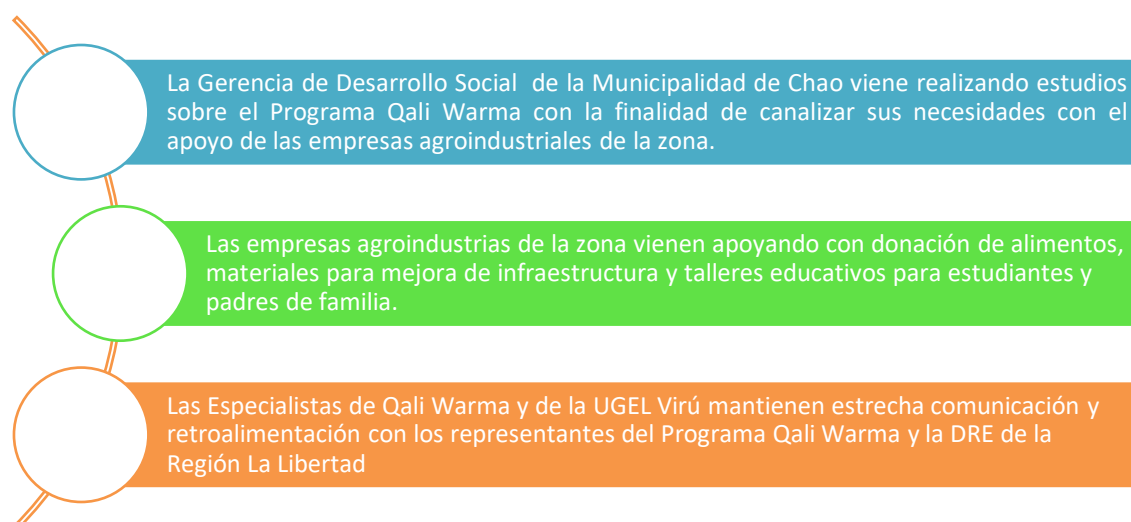 La Gerencia de Desarrollo Social de la Municipalidad de Chao viene realizando estudios
sobre el Programa Qali Warma con la finalidad de canalizar sus necesidades con el
apoyo de las empresas agroindustriales de la zona.
Las empresas agroindustrias de la zona vienen apoyando con donación de alimentos,
materiales para mejora de infraestructura y talleres educativos para estudiantes y
padres de familia.
Las Especialistas de Qali Warma y de la UGEL Virú mantienen estrecha comunicación y
retroalimentación con los representantes del Programa Qali Warma y la DRE de la
Región La Libertad